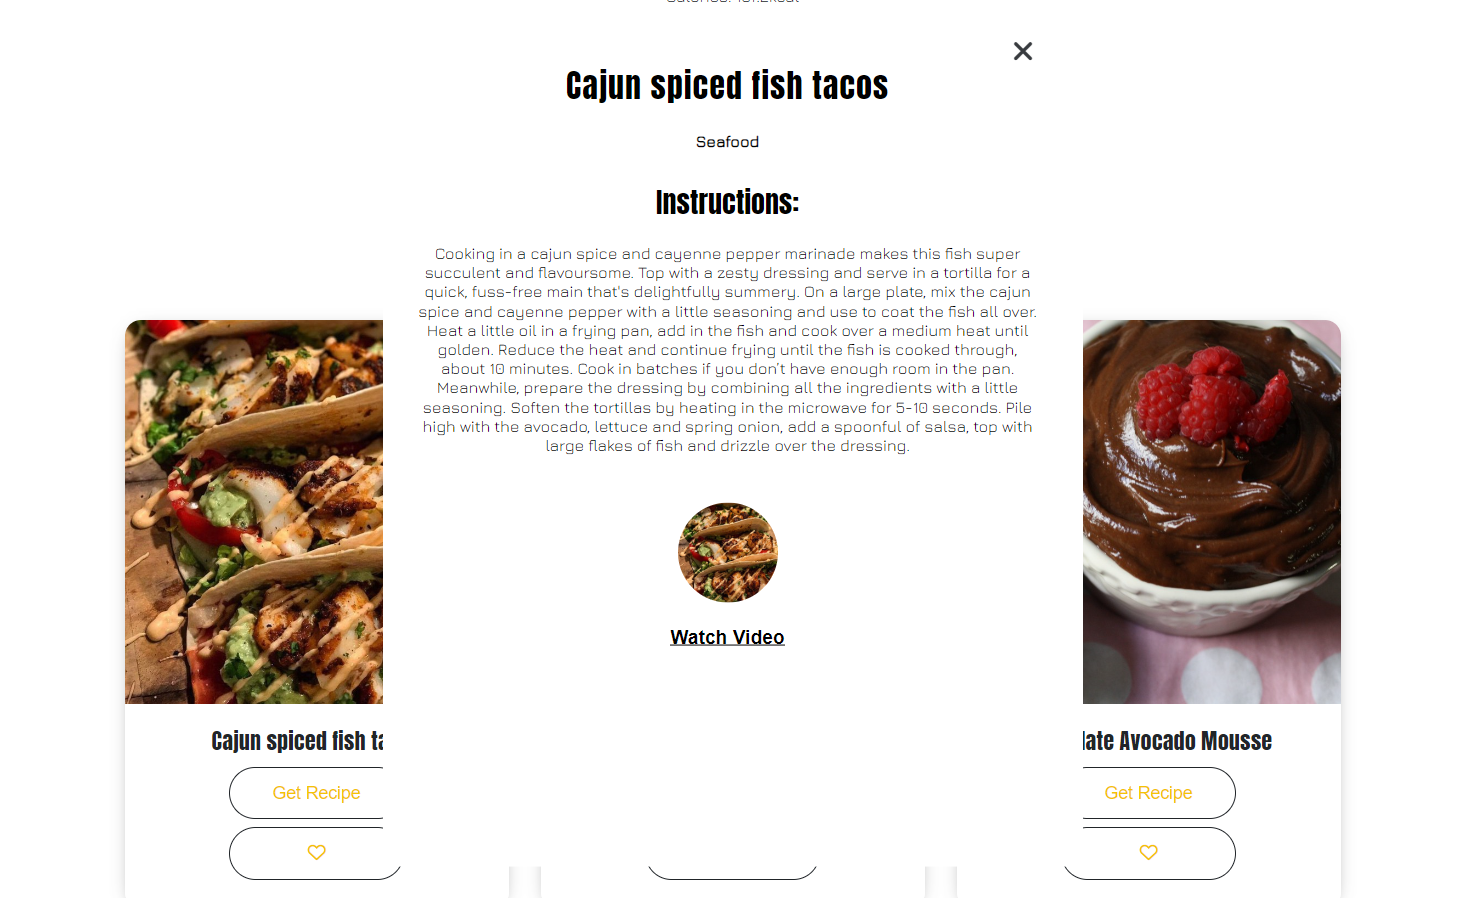 Cajun spiced fish tacos
Seafood
Instructions:
Cooking in a cajun spice and cayenne pepper marinade makes this fish super
succulent and flavoursome. Top with a zesty dressing and serve in a tortilla for a
quick, fuss-free main that's delightfully summery. On a large plate, mix the cajun
spice and cayenne pepper with a little seasoning and use to coat the fish all over.
Heat a little oil in a frying pan, add in the fish and cook over a medium heat until
golden. Reduce the heat and continue frying until the fish is cooked through,
about 10 minutes. Cook in batches if you don’t have enough room in the pan.
Meanwhile, prepare the dressing by combining all the ingredients with a little
seasoning. Soften the tortillas by heating in the microwave for 5-10 seconds. Pile
high with the avocado, lettuce and spring onion, add a spoonful of salsa, top with
large flakes of fish and drizzle over the dressing.
Watch Video
Cajun spiced fish ta
late Avocado Mousse
Get Recipe
Get Recipe